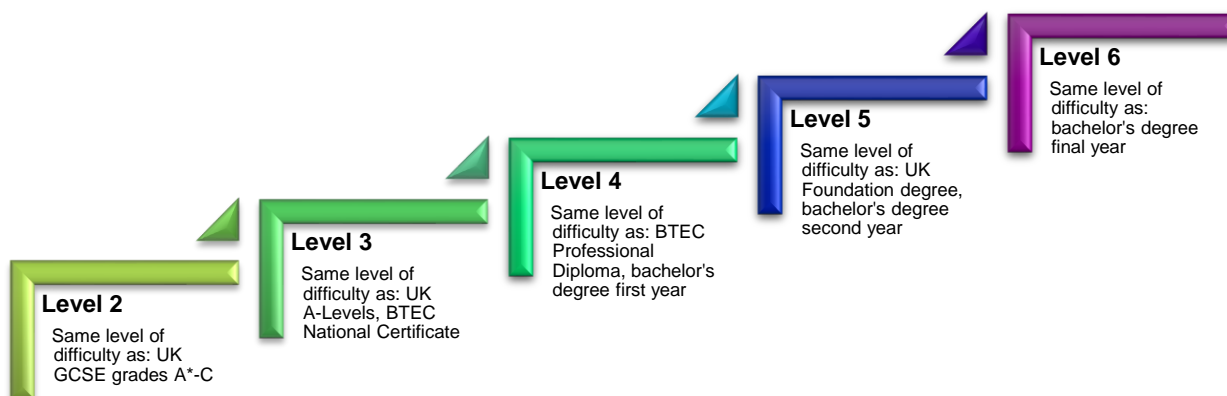 Level 2
Same level of
difficulty as: UK
GCSE grades A*-C
Level 3
Same level of
difficulty as: UK
A-Levels, BTEC
National Certificate
Level 4
Same level of
difficulty as: BTEC
Professional
Diploma, bachelor's
degree first year
Level 5
Same level of
difficulty as: UK
Foundation degree,
bachelor's degree
second year
Level 6
Same level of
difficulty as:
bachelor's degree
final year